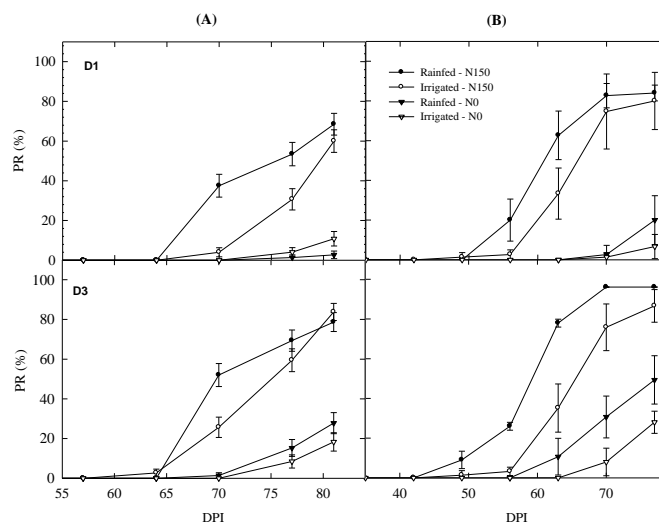 (A) (B)
D1
100
80
60
40
20
0
PR (%)
Rainfed - N150
Irrigated - N150
Rainfed - N0
Irrigated - N0
D3
100
80
60
40
20
0
PR (%)
55 60 65 70 75 80 40 50 60 70
DPI DPI